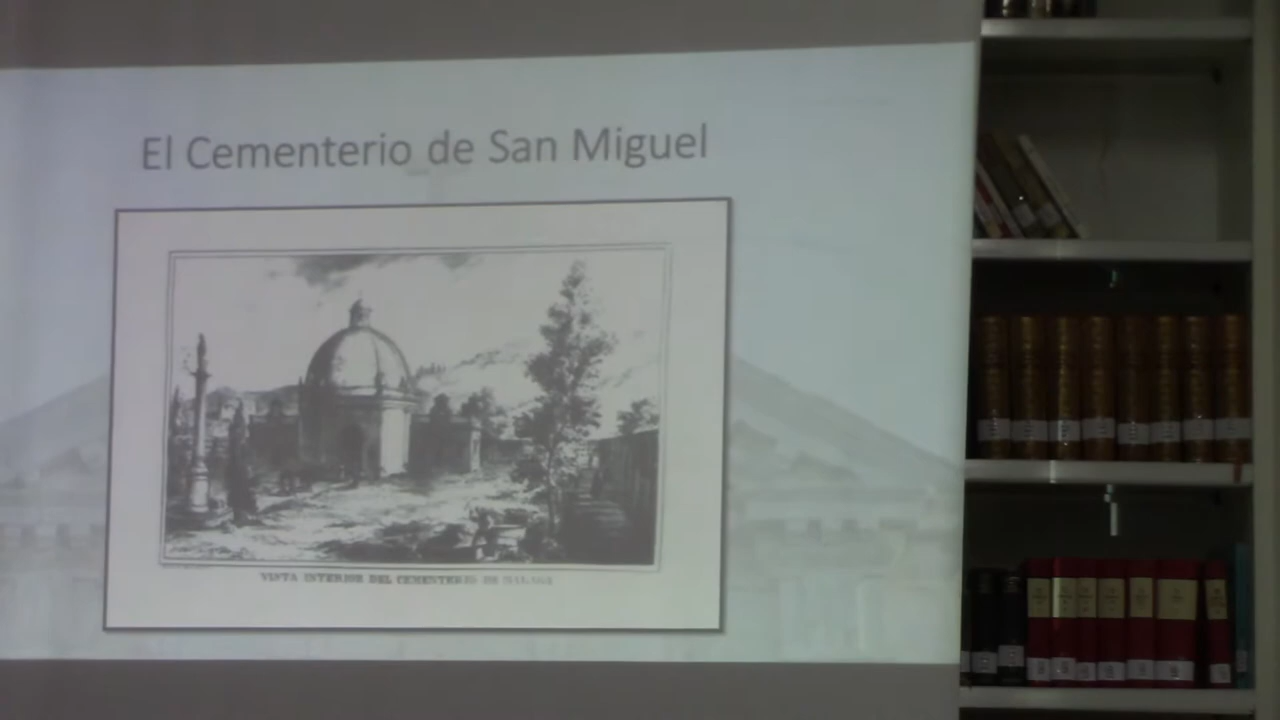 El Cementerio de San Miguel
VISTA INTERIOR DEL CEMENTERIO DE MALAGA